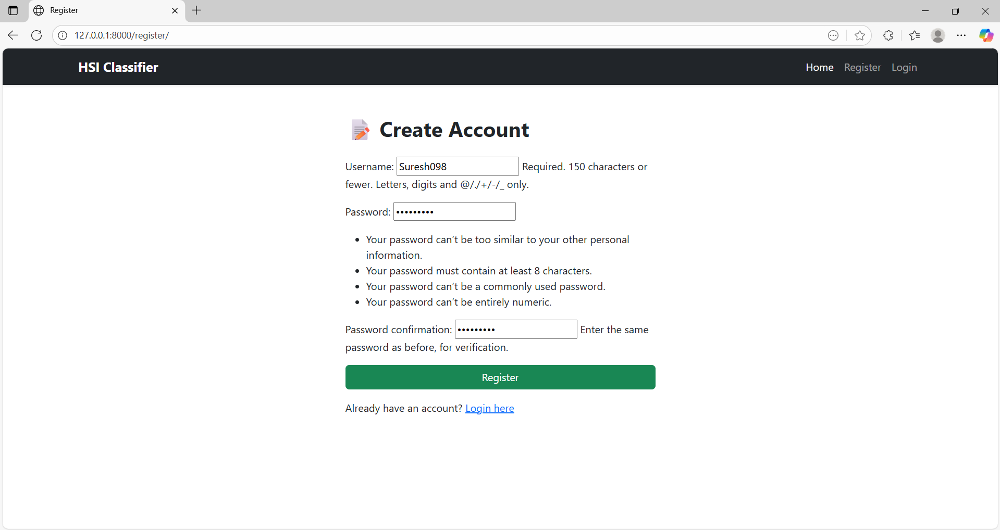 Register
127.0.0.1:8000/register/
HSI Classifier
Home Register Login
Create Account
Username: Suresh098 Required. 150 characters or
fewer. Letters, digits and @/./+/-/_ only.
Password: •••••••••
• Your password can’t be too similar to your other personal
information.
• Your password must contain at least 8 characters.
• Your password can’t be a commonly used password.
• Your password can’t be entirely numeric.
Password confirmation: ••••••••• Enter the same
password as before, for verification.
Register
Already have an account? Login here